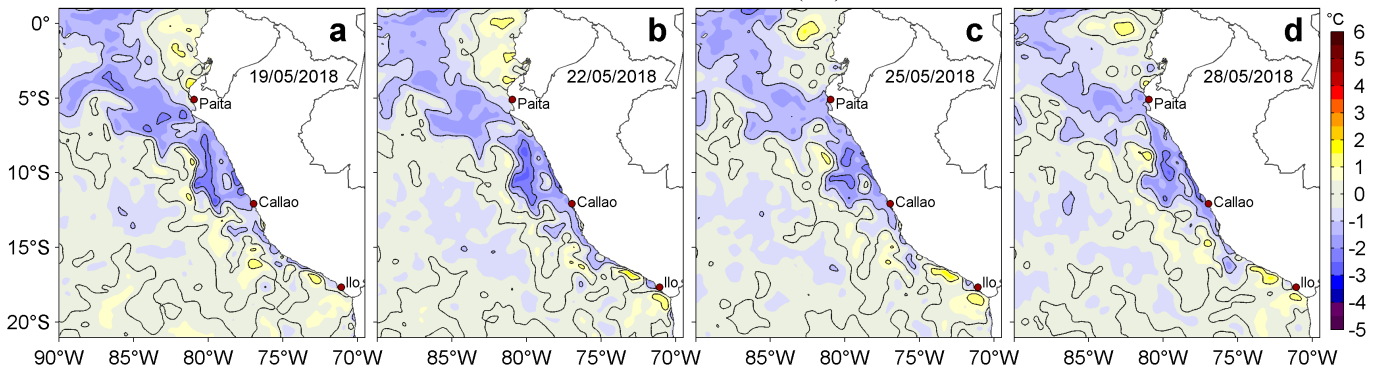 a b c d °C
0° 6
19/05/2018 22/05/2018 25/05/2018 28/05/2018 5
5°S Paita Paita Paita Paita 4
3
2
10°S 1
Callao Callao Callao Callao 0
-1
15°S -2
Ilo Ilo Ilo Ilo -3
20°S -4
-5
90°W 85°W 80°W 75°W 70°W 85°W 80°W 75°W 70°W 85°W 80°W 75°W 70°W 85°W 80°W 75°W 70°W